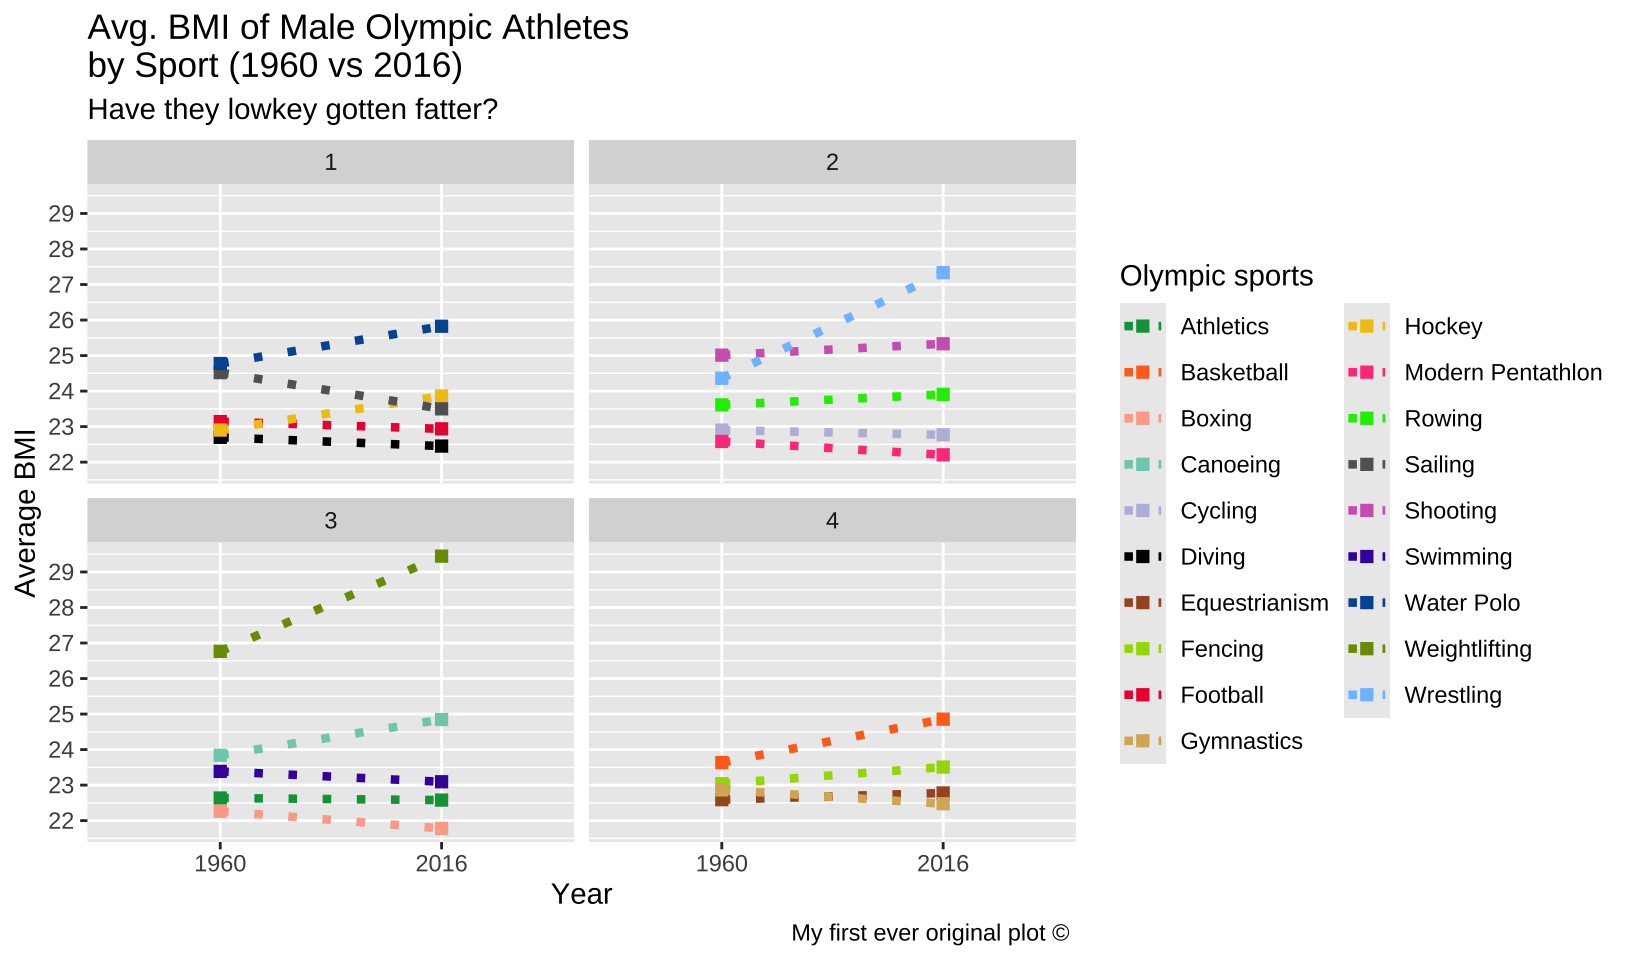 Avg. BMI of Male Olympic Athletes
by Sport (1960 vs 2016)
Have they lowkey gotten fatter?
1
2
29
28
27
26
25
24
23
22
3
4
29
28
27
26
25
24
23
22
1960
2016
1960
2016
Average BMI
Year
Olympic sports
Athletics
Basketball
Boxing
Canoeing
Cycling
Diving
Equestrianism
Fencing
Football
Gymnastics
Hockey
Modern Pentathlon
Rowing
Sailing
Shooting
Swimming
Water Polo
Weightlifting
Wrestling
My first ever original plot ©